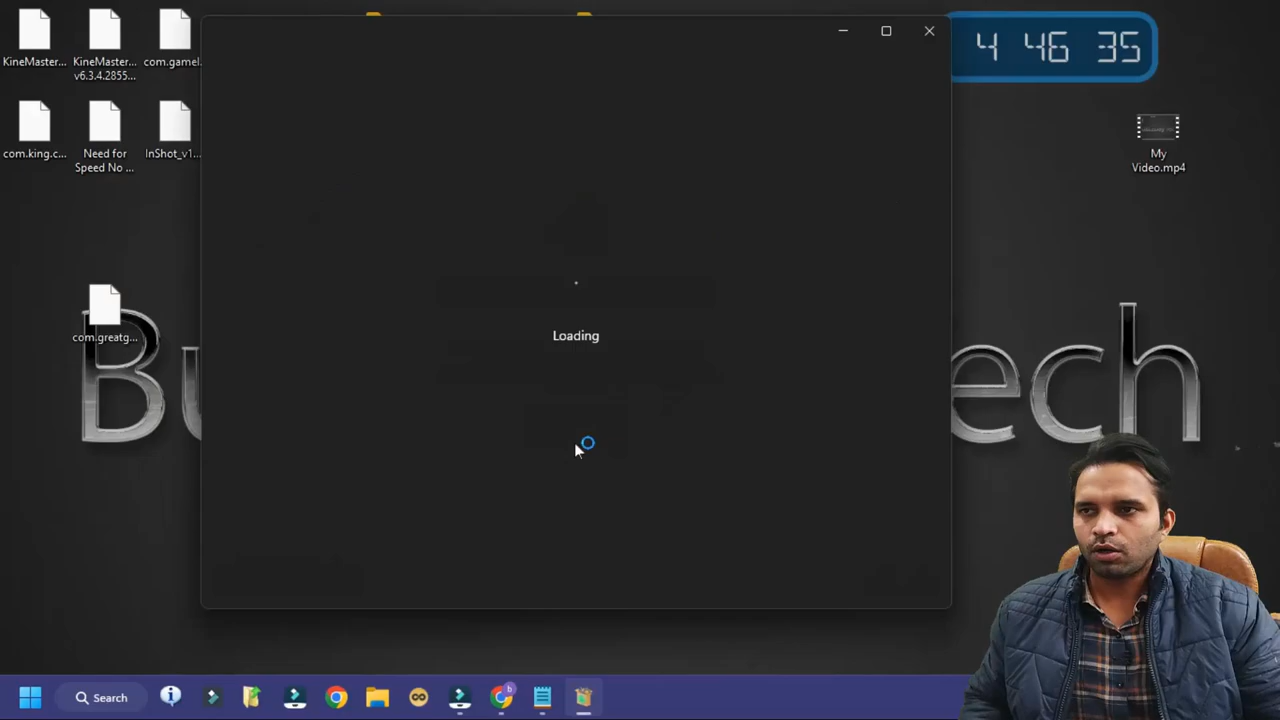 KineMaster...
KineMaster
v6.3.4.2855...
com.gamel...
com.king.c...
Need for
Speed No ...
InShot_v1...
4 46 35
My
Video.mp4
com.greatg...
Loading
B
ech
Search